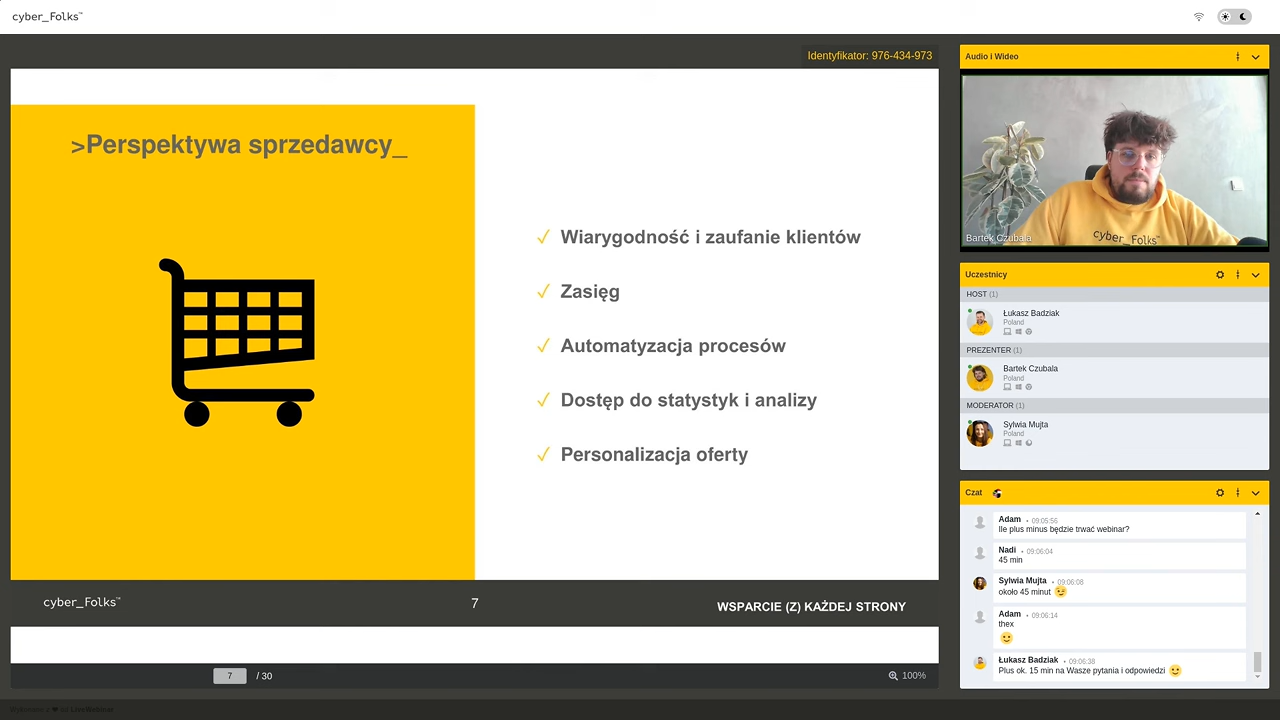 cyber_Folks™
Identyfikator: 976-434-973
>Perspektywa sprzedawcy_
✓ Wiarygodność i zaufanie klientów
✓ Zasięg
✓ Automatyzacja procesów
✓ Dostęp do statystyk i analizy
✓ Personalizacja oferty
cyber_Folks™
7
WSPARCIE (Z) KAŻDEJ STRONY
7 / 30
100%
Audio i Wideo
cyber_Folks™
Bartek Czubala
Uczestnicy
HOST (1)
Łukasz Badziak
Poland
PREZENTER (1)
Bartek Czubala
Poland
MODERATOR (1)
Sylwia Mujta
Poland
Czat
Adam • 09:05:56
Ile plus minus będzie trwać webinar?
Nadi • 09:06:04
45 min
Sylwia Mujta • 09:06:08
około 45 minut 😉
Adam • 09:06:14
thex
🙂
Łukasz Badziak • 09:06:38
Plus ok. 15 min na Wasze pytania i odpowiedzi 🙂